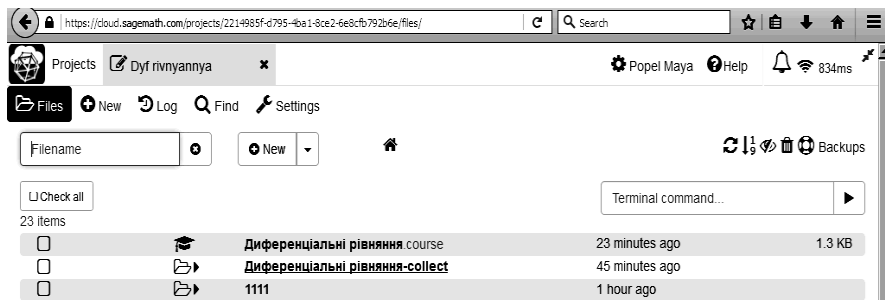 https://cloud.sagemath.com/projects/2214985f-d795-4ba1-8ce2-6e8cfb792b6e/files/ Search
Projects Dyf rivnyannya Popel Maya Help 834ms
Files New Log Find Settings
Filename New Backups
Check all Terminal command...
23 items
Диференціальні рівняння.course 23 minutes ago 1.3 KB
Диференціальні рівняння-collect 45 minutes ago
1111 1 hour ago